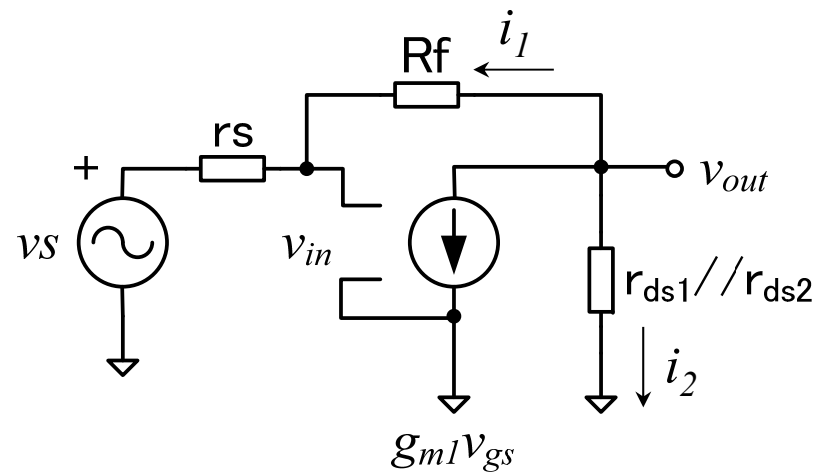 i1
Rf
rs
+
vs
vin
vout
rds1//rds2
i2
gm1vgs